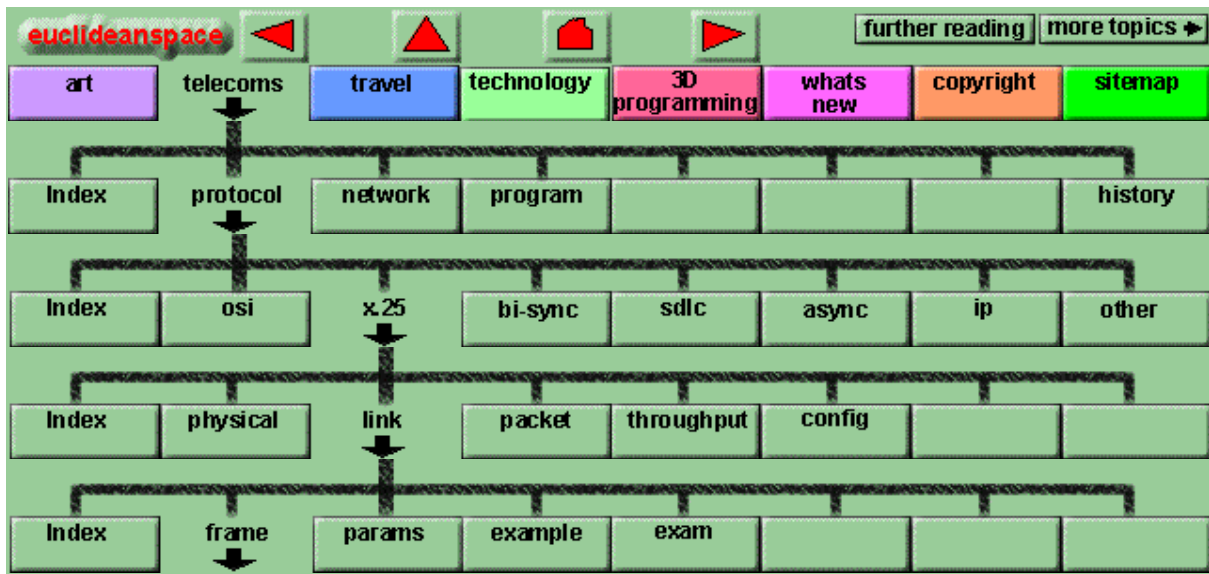 euclideanspace
further reading
more topics
art
telecoms
travel
technology
3D
programming
whats
new
copyright
sitemap
Index
protocol
network
program
history
Index
osi
x.25
bi-sync
sdlc
async
ip
other
Index
physical
link
packet
throughput
config
Index
frame
params
example
exam